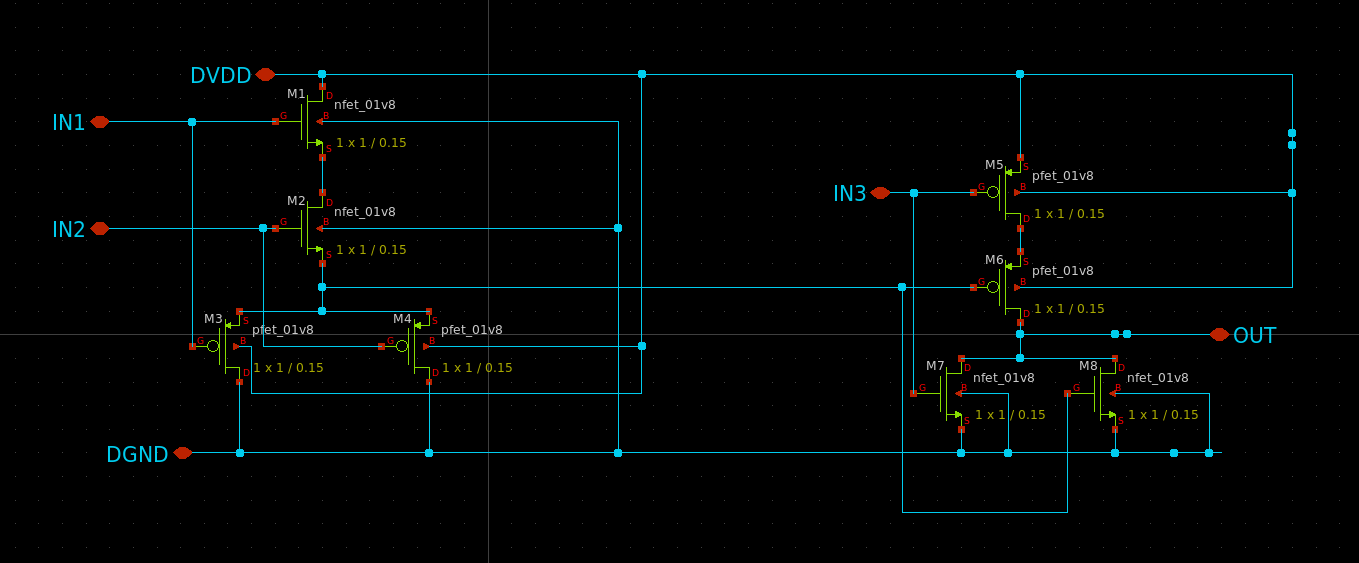 DVDD
M1
D
nfet_01v8
IN1
G
B
1 x 1 / 0.15
S
M2
D
nfet_01v8
IN2
G
B
1 x 1 / 0.15
S
M3
S
pfet_01v8
G
B
1 x 1 / 0.15
D
M4
S
pfet_01v8
G
B
1 x 1 / 0.15
D
DGND
M5
S
pfet_01v8
IN3
G
B
1 x 1 / 0.15
D
M6
S
pfet_01v8
G
B
1 x 1 / 0.15
D
OUT
M7
D
nfet_01v8
G
B
1 x 1 / 0.15
S
M8
D
nfet_01v8
G
B
1 x 1 / 0.15
S